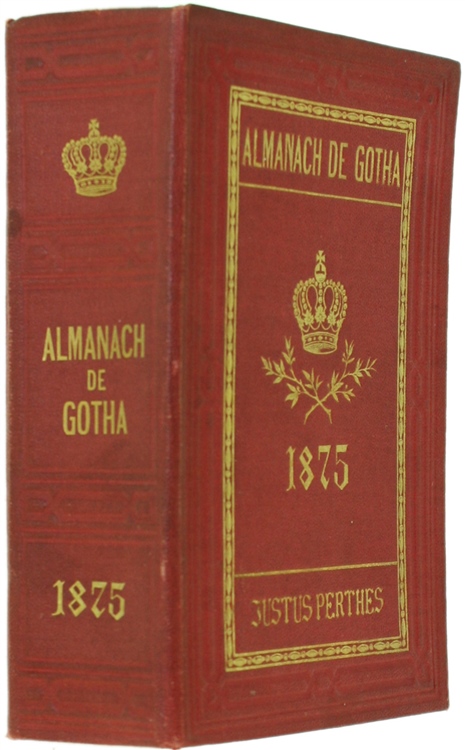 ALMANACH
DE
GOTHA
1875
ALMANACH DE GOTHA
1875
JUSTUS PERTHES